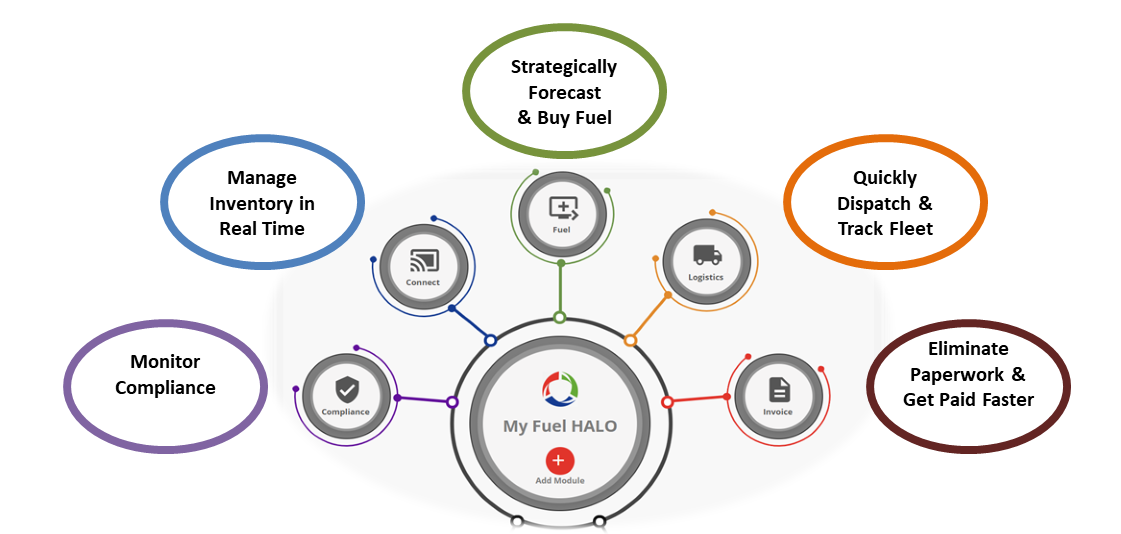 Strategically
Forecast
& Buy Fuel
Manage
Inventory in
Real Time
Quickly
Dispatch &
Track Fleet
Fuel
Connect
Logistics
Monitor
Compliance
Eliminate
Paperwork &
Get Paid Faster
Compliance
Invoice
My Fuel HALO
Add Module